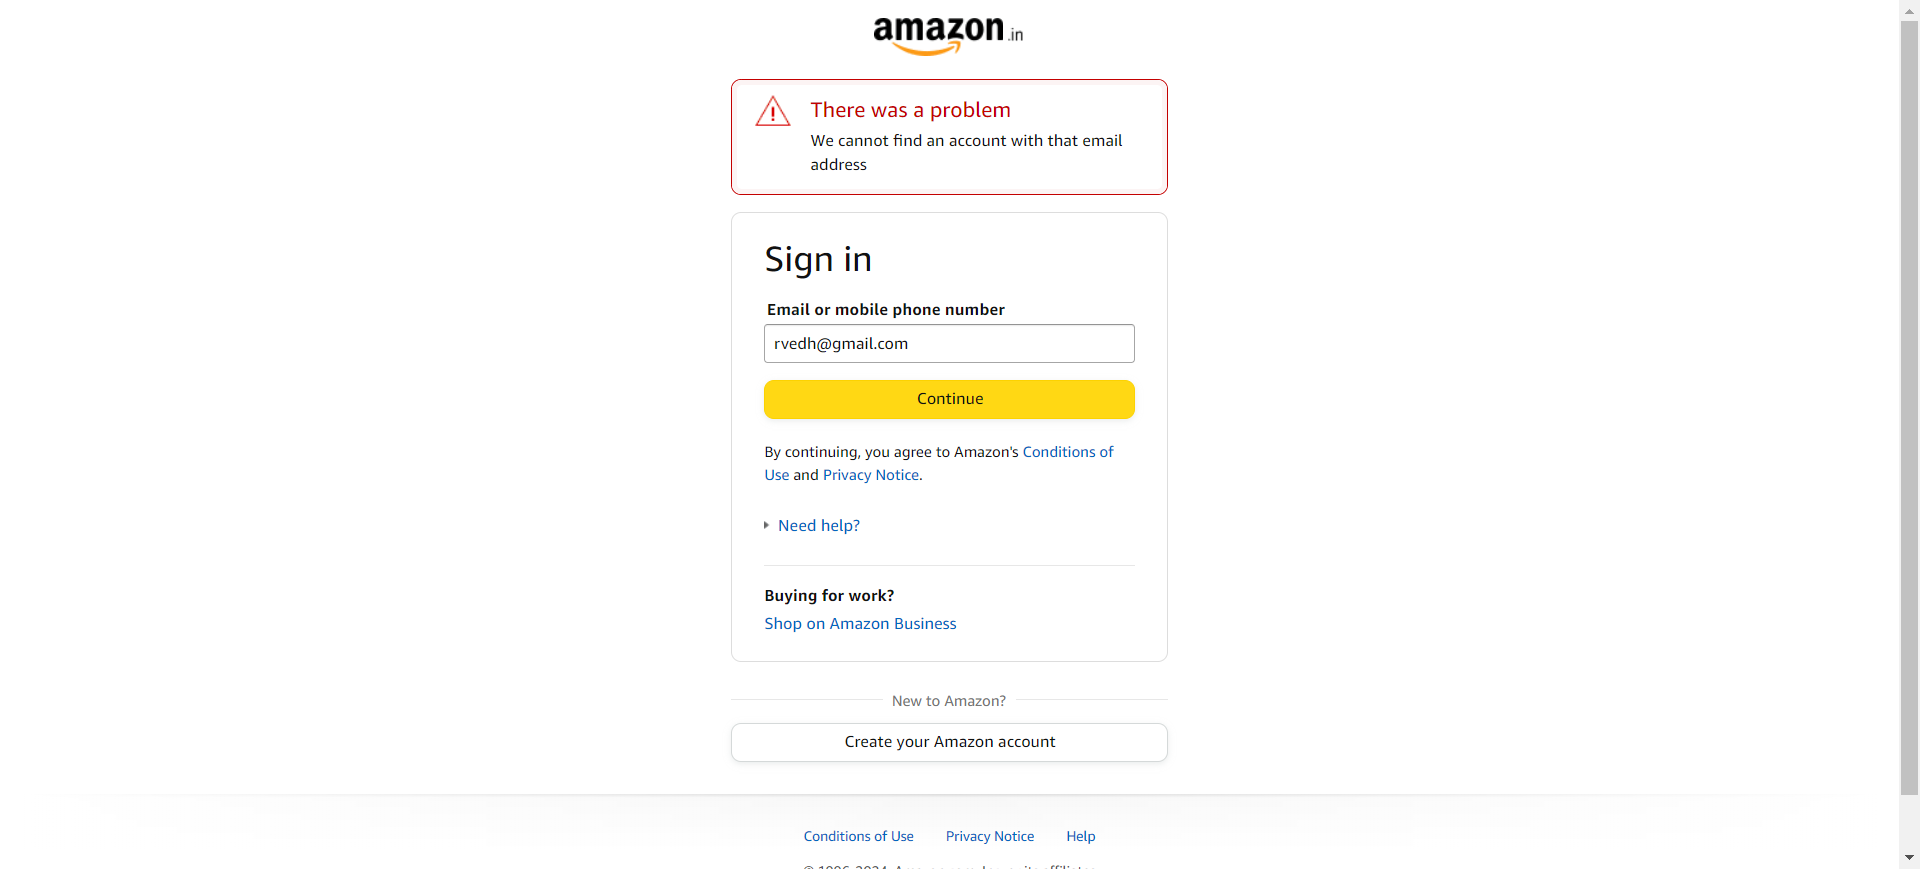 amazon.in
There was a problem
We cannot find an account with that email
address
Sign in
Email or mobile phone number
rvedh@gmail.com
Continue
By continuing, you agree to Amazon's Conditions of
Use and Privacy Notice.
Need help?
Buying for work?
Shop on Amazon Business
New to Amazon?
Create your Amazon account
Conditions of Use Privacy Notice Help